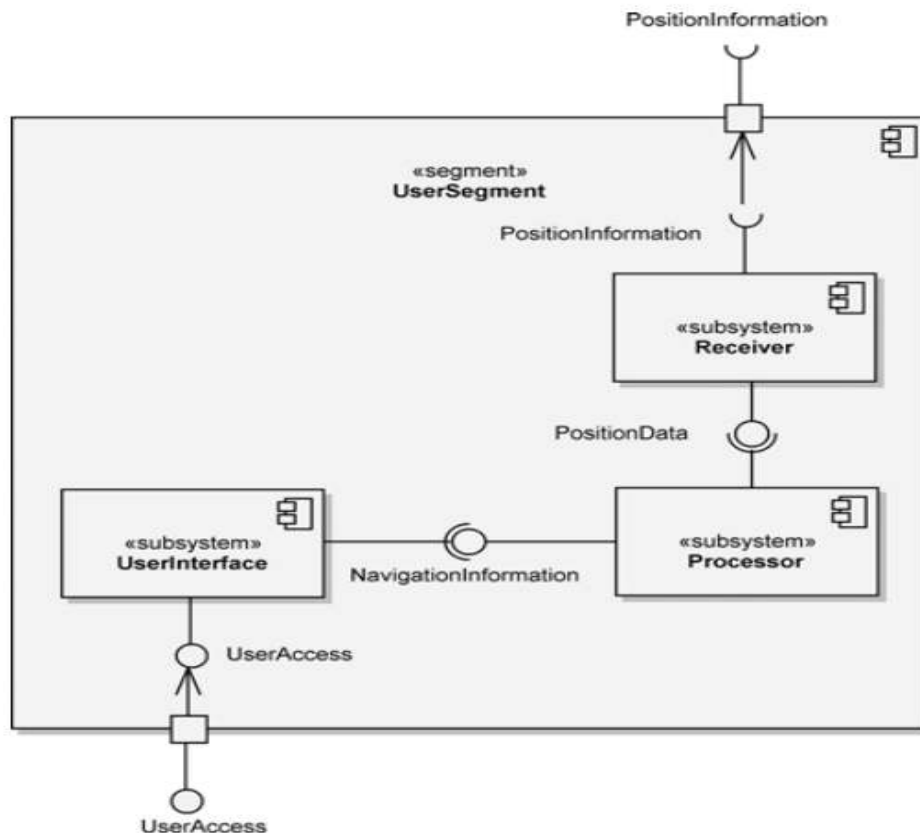 PositionInformation
«segment»
UserSegment
PositionInformation
«subsystem»
Receiver
PositionData
«subsystem»
UserInterface
NavigationInformation
«subsystem»
Processor
UserAccess
UserAccess